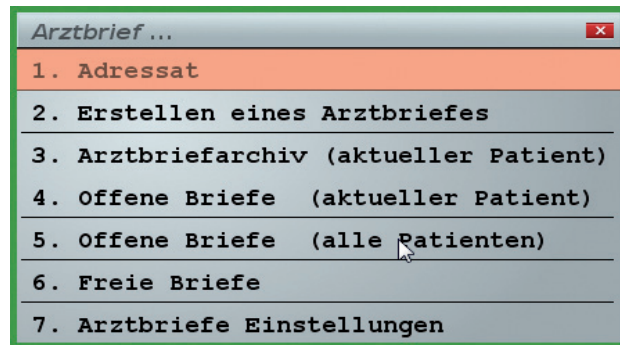 Arztbrief ...
1. Adressat
2. Erstellen eines Arztbriefes
3. Arztbriefarchiv (aktueller Patient)
4. Offene Briefe (aktueller Patient)
5. Offene Briefe (alle Patienten)
6. Freie Briefe
7. Arztbriefe Einstellungen